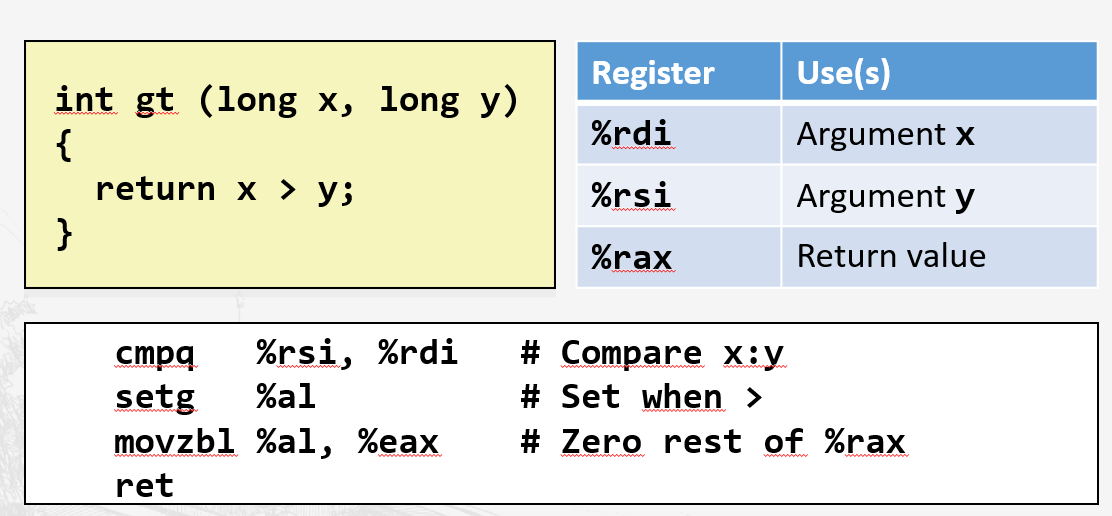 int gt (long x, long y)
{
return x > y;
}
Register Use(s)
%rdi Argument x
%rsi Argument y
%rax Return value
cmpq %rsi, %rdi # Compare x:y
setg %al # Set when >
movzbl %al, %eax # Zero rest of %rax
ret